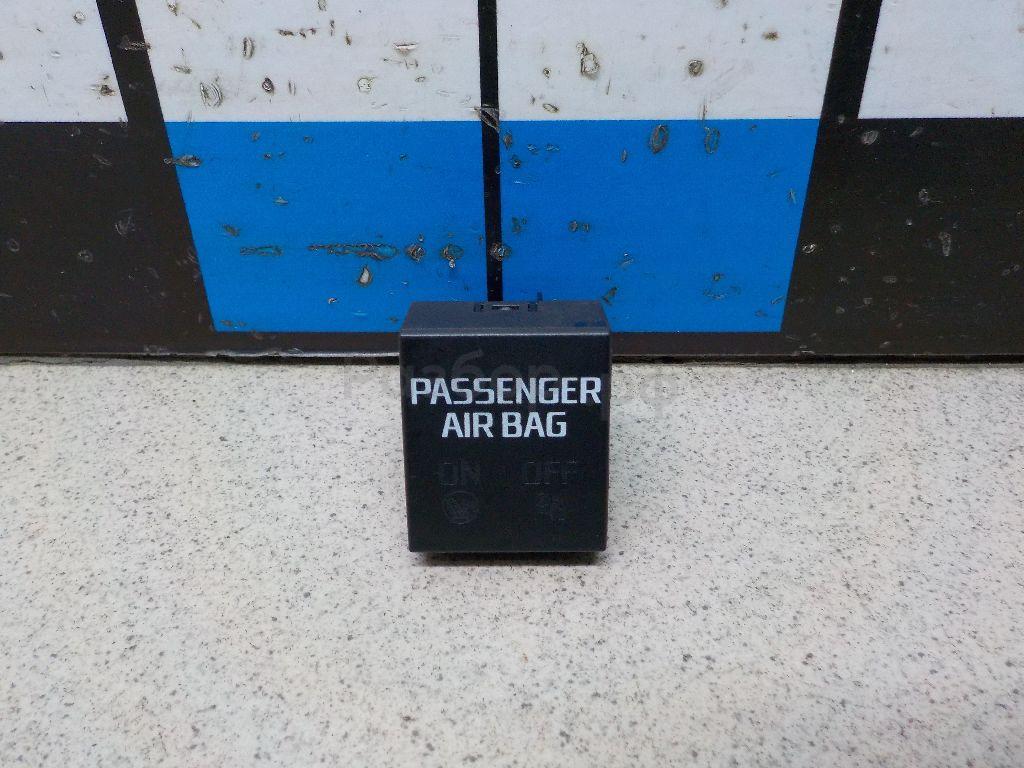 PASSENGER
AIR BAG
ON OFF